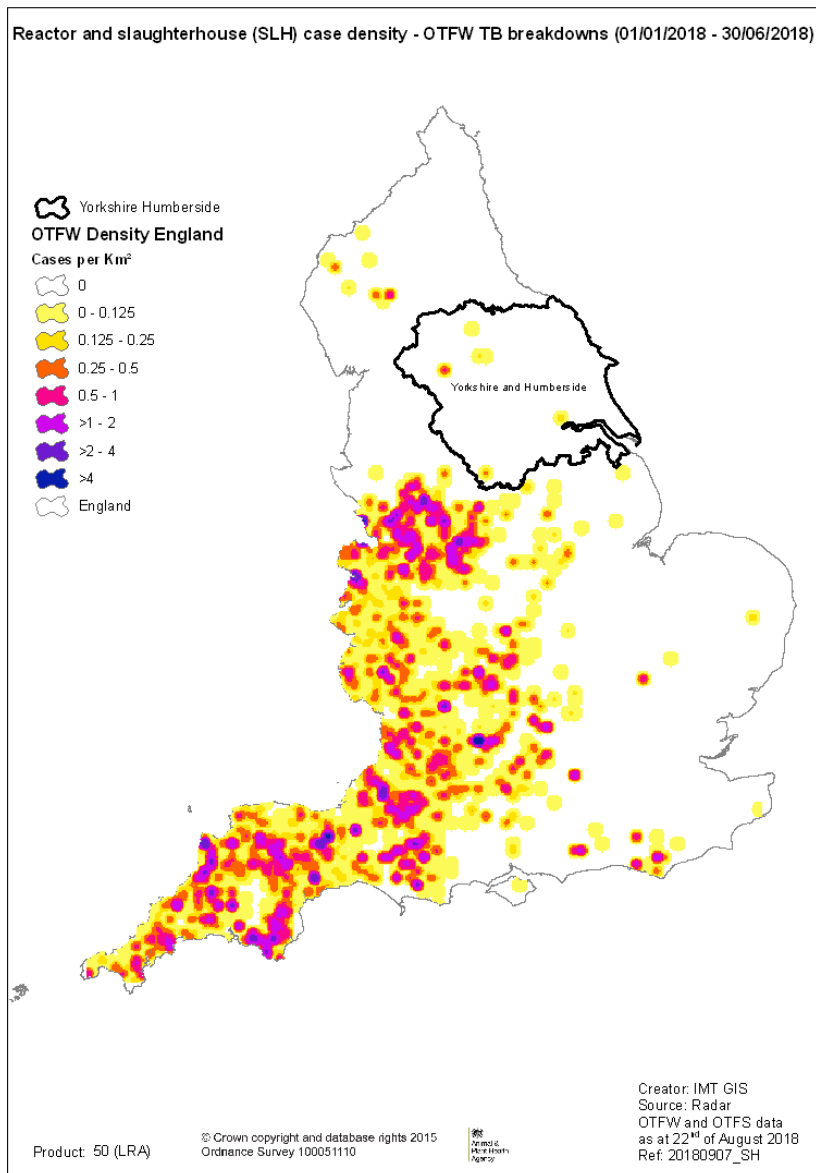 Reactor and slaughterhouse (SLH) case density - OTFW TB breakdowns (01/01/2018 - 30/06/2018)
Yorkshire Humberside
OTFW Density England
Cases per Km²
0
0 - 0.125
0.125 - 0.25
0.25 - 0.5
0.5 - 1
>1 - 2
>2 - 4
>4
England
Yorkshire and Humberside
Creator: IMT GIS
Source: Radar
OTFW and OTFS data
as at 22nd of August 2018
Ref: 20180907_SH
Product: 50 (LRA)
© Crown copyright and database rights 2015
Ordnance Survey 100051110
Animal &
Plant Health
Agency